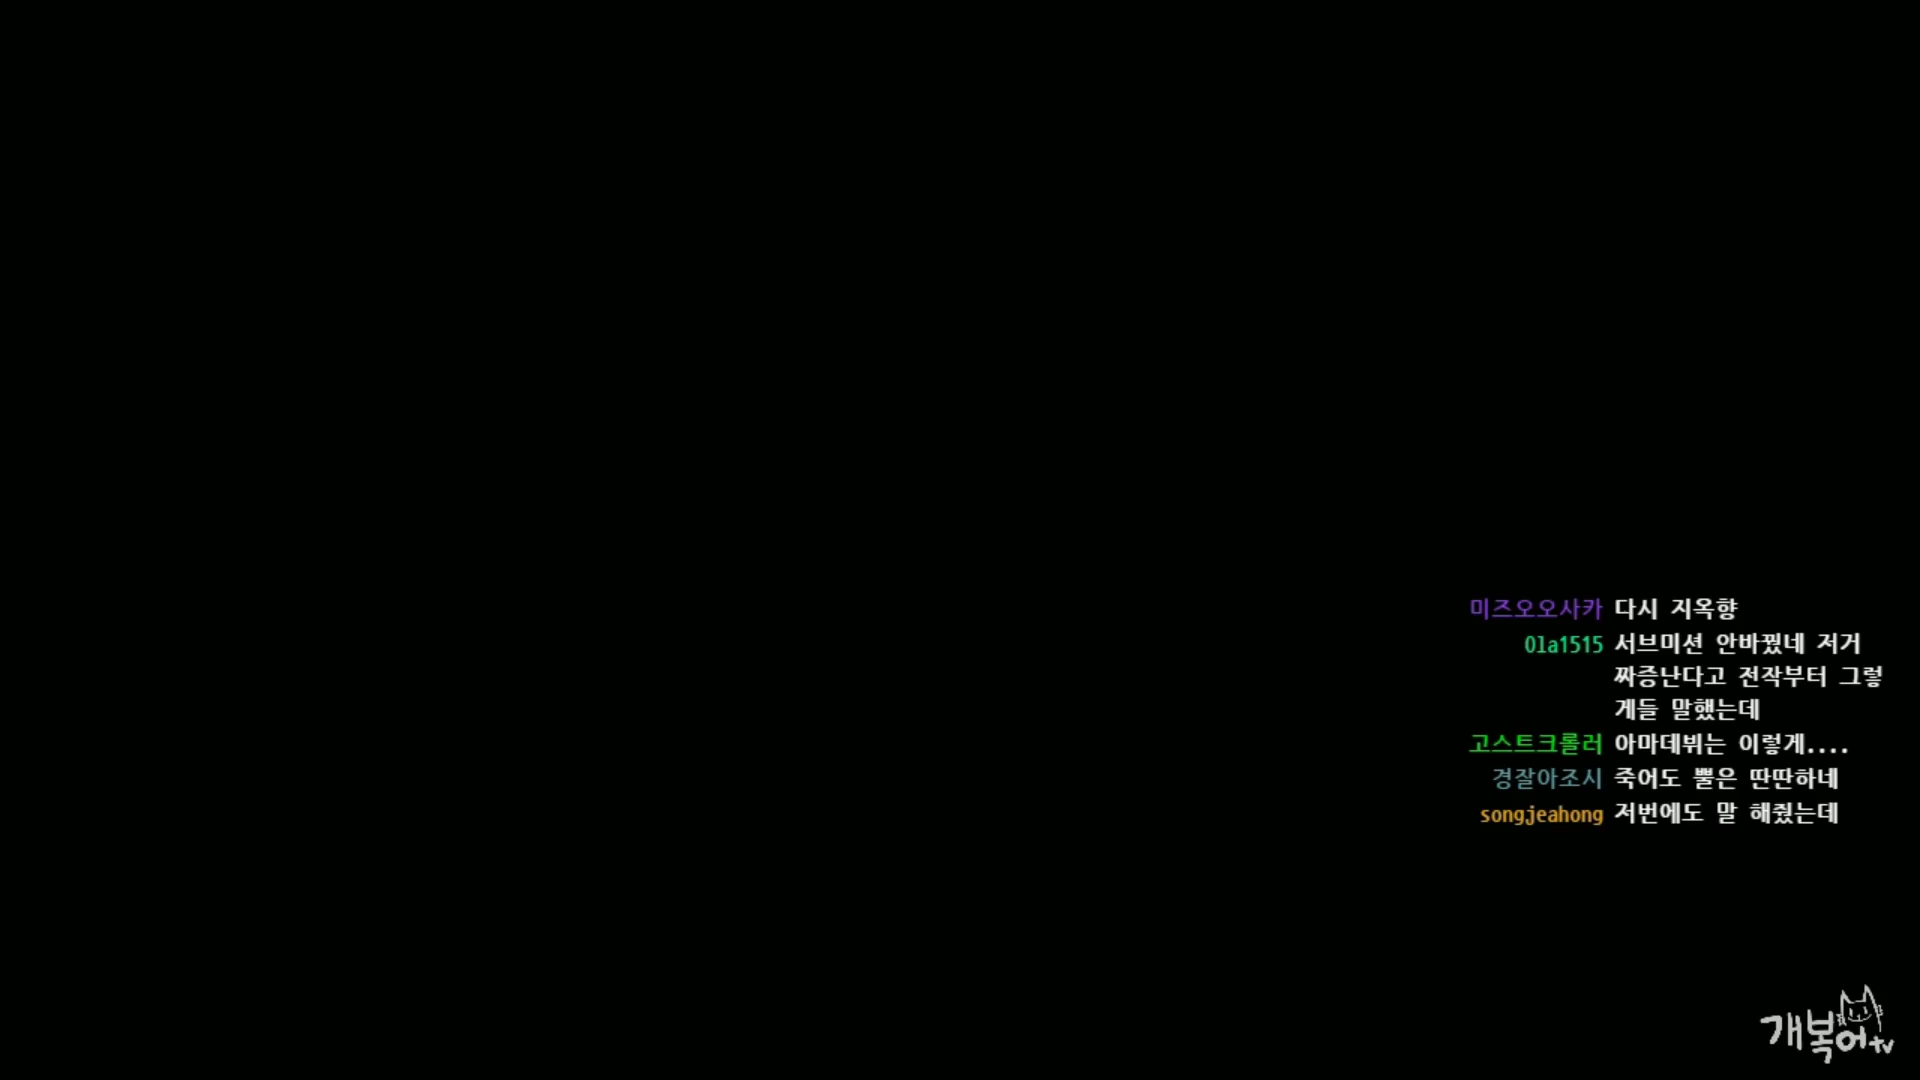 미즈오오사카 다시 지옥향
0la1515 서브미션 안바꿨네 저거
짜증난다고 전작부터 그렇
게들 말했는데
고스트크롤러 아마데뷔는 이렇게....
경잘아조시 죽어도 뿔은 딴딴하네
songjeahong 저번에도 말 해줬는데
개복어tv